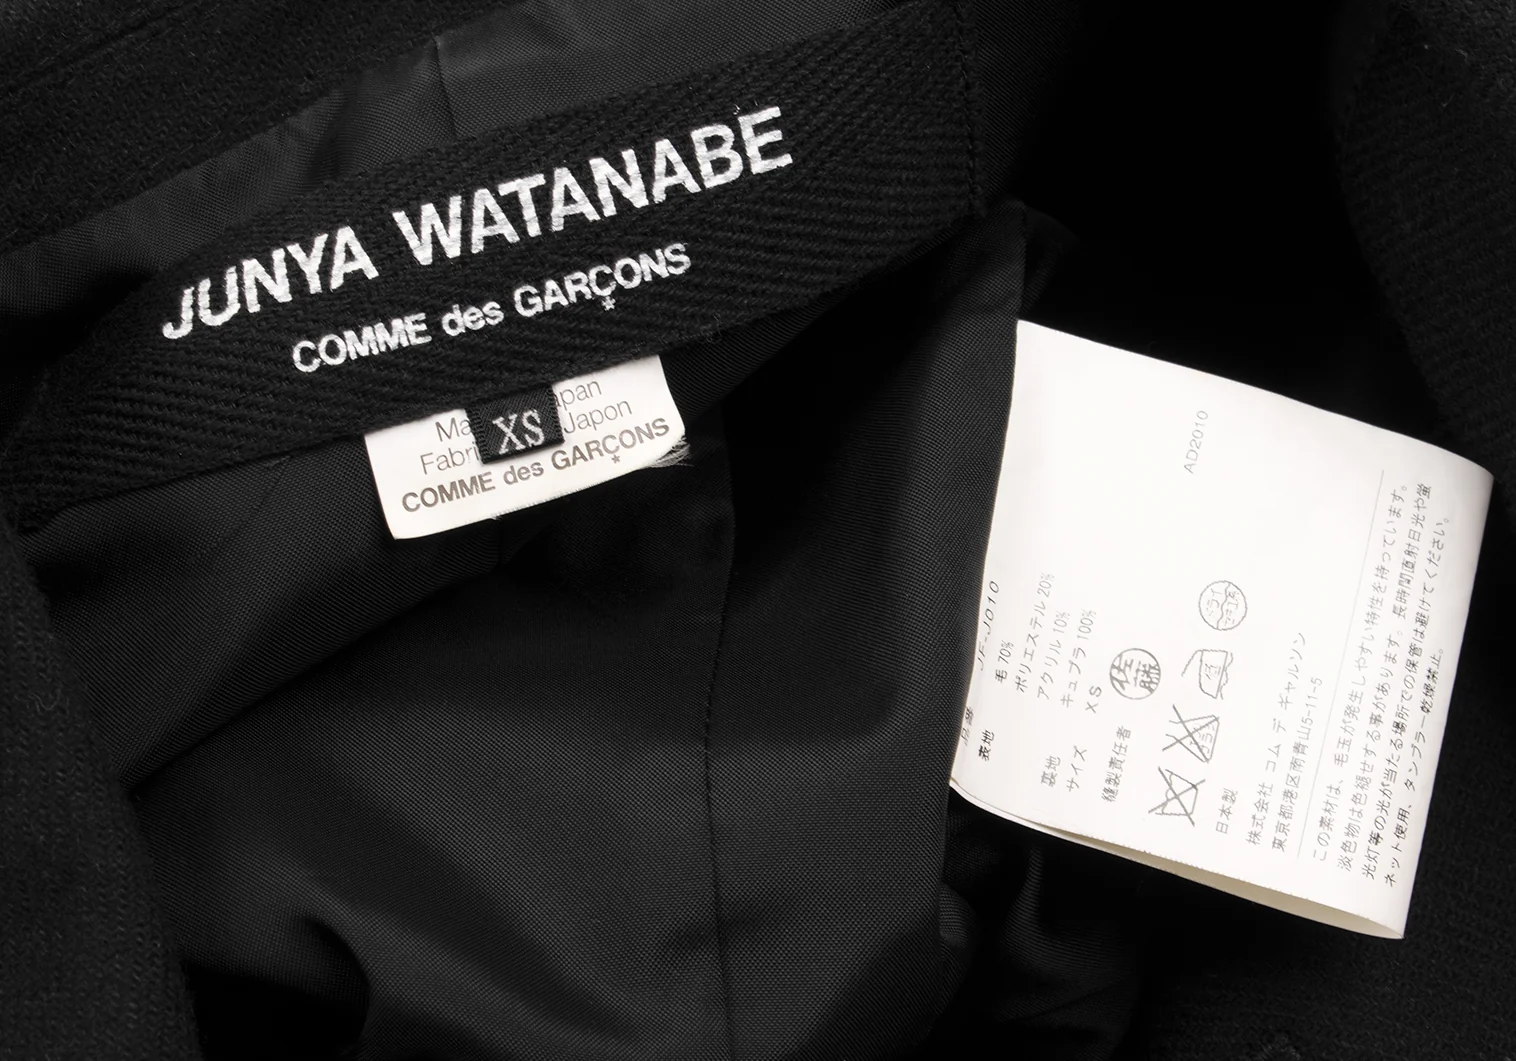 JUNYA WATANABE
COMME des GARÇONS
XS
Japon
COMME des GARÇONS
AD2010
品番 JF-J010
表地 毛 70%
ポリエステル 20%
アクリル 10%
裏地 キュプラ 100%
サイズ XS
縫製責任者 佐藤
日本製
株式会社 コム デ ギャルソン
東京都港区南青山5-11-5
この素材は、毛玉が発生しやすい特性を持っています。
淡色物は色褪せする事があります。長時間直射日光や蛍
光灯等の光が当たる場所での保管は避けてください。
ネット使用、タンブラー乾燥禁止。